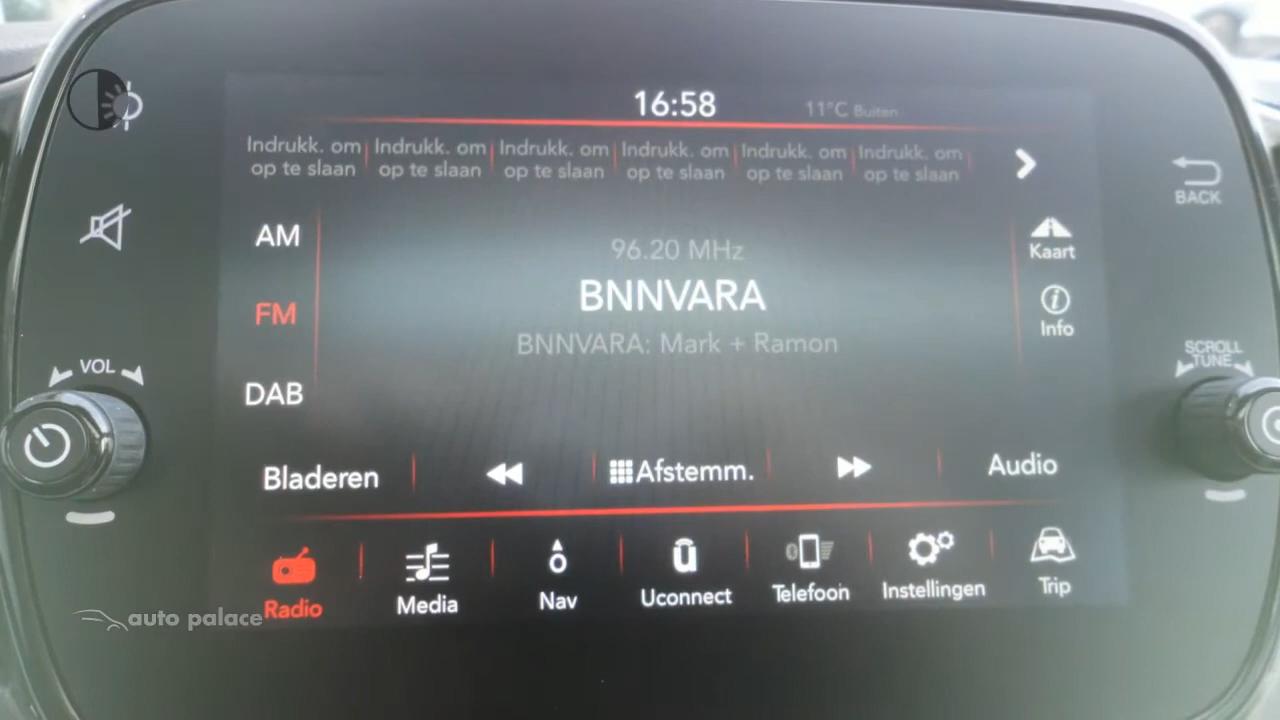 16:58
11°C Buiten
Indrukk. om Indrukk. om Indrukk. om Indrukk. om Indrukk. om Indrukk. om
op te slaan op te slaan op te slaan op te slaan op te slaan op te slaan
BACK
AM
96.20 MHz
Kaart
BNNVARA
FM
Info
BNNVARA: Mark + Ramon
VOL
SCROLL
TUNE
DAB
Bladeren
Afstemm.
Audio
Radio
Media
Nav
Uconnect
Telefoon
Instellingen
Trip
auto palace